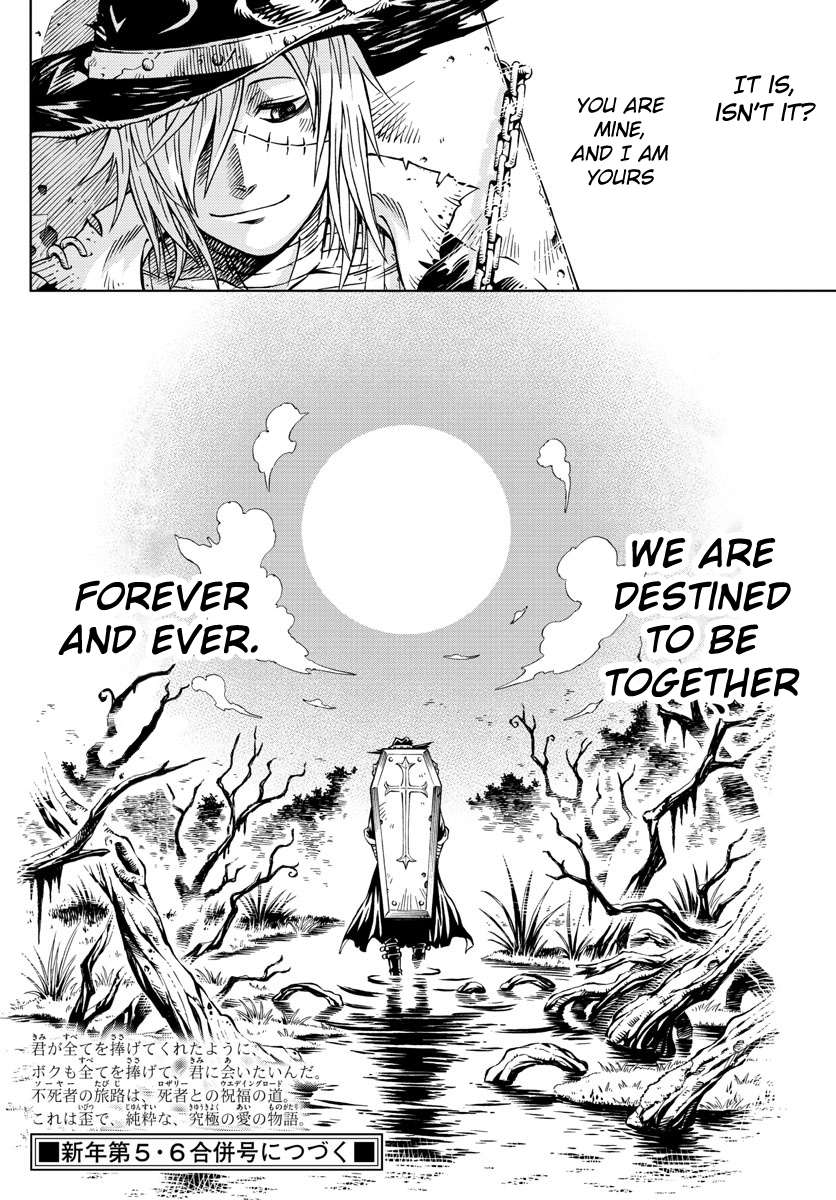 IT IS,
ISN'T IT?
YOU ARE
MINE,
AND I AM
YOURS
WE ARE
DESTINED
TO BE
TOGETHER
FOREVER
AND EVER.
君が全てを捧げてくれたように、
ボクも全てを捧げて君に会いたいんだ。
不死者の旅路は、死者との祝福の道。
これは歪で、純粋な、究極の愛の物語。
■新年第5・6合併号につづく■